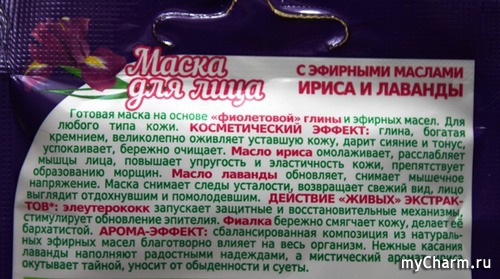 Маска
для лица
С ЭФИРНЫМИ МАСЛАМИ
ИРИСА И ЛАВАНДЫ
Готовая маска на основе «фиолетовой» глины и эфирных масел. Для
любого типа кожи. КОСМЕТИЧЕСКИЙ ЭФФЕКТ: глина, богатая
кремнием, великолепно оживляет уставшую кожу, дарит сияние и тонус,
успокаивает, бережно очищает. Масло ириса омолаживает, расслабляет
мышцы лица, повышает упругость и эластичность кожи, препятствует
образованию морщин. Масло лаванды обновляет, снимает мышечное
напряжение. Маска снимает следы усталости, возвращает свежий вид, лицо
выглядит отдохнувшим и помолодевшим. ДЕЙСТВИЕ «ЖИВЫХ» ЭКСТРАК-
ТОВ*: элеутерококк запускает защитные и восстановительные механизмы,
стимулирует обновление эпителия. Фиалка бережно смягчает кожу, делает её
бархатистой. АРОМА-ЭФФЕКТ: сбалансированная композиция из натураль-
ных эфирных масел благотворно влияет на весь организм. Нежные касания
лаванды наполняют радостными надеждами, а мистический аромат ириса
окутывает тайной, уносит от обыденности и суеты.
myCharm.ru